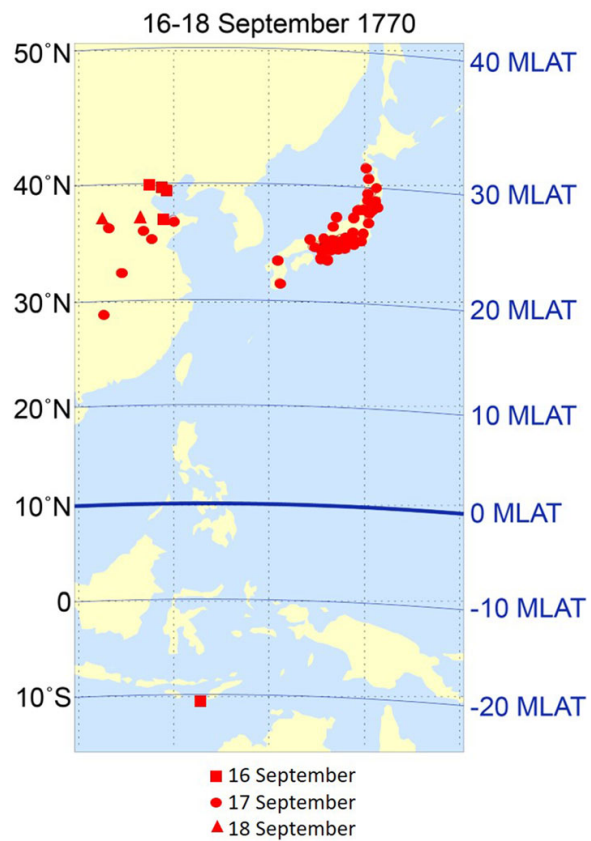 16-18 September 1770
50°N
40 MLAT
40°N
30 MLAT
30°N
20 MLAT
20°N
10 MLAT
10°N
0 MLAT
0
-10 MLAT
10°S
-20 MLAT
16 September
17 September
18 September